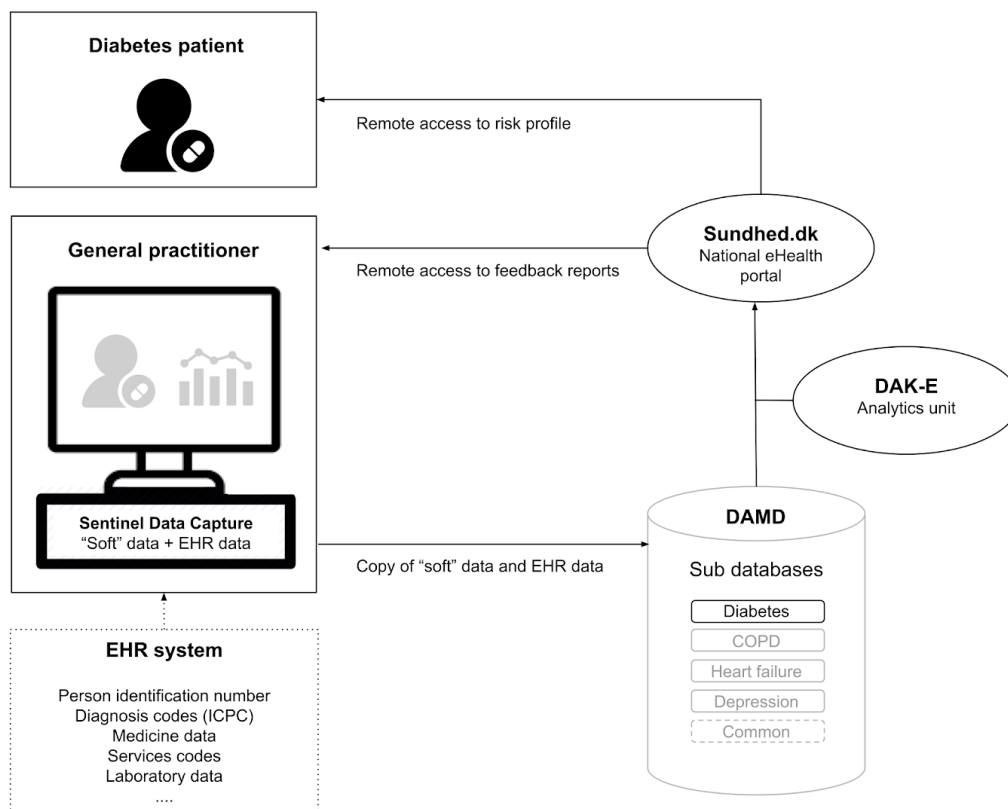 Diabetes patient
Remote access to risk profile
General practitioner
Sundhed.dk
National eHealth
portal
Remote access to feedback reports
DAK-E
Analytics unit
Sentinel Data Capture
“Soft” data + EHR data
Copy of “soft” data and EHR data
DAMD
Sub databases
Diabetes
COPD
Heart failure
Depression
Common
EHR system
Person identification number
Diagnosis codes (ICPC)
Medicine data
Services codes
Laboratory data
....